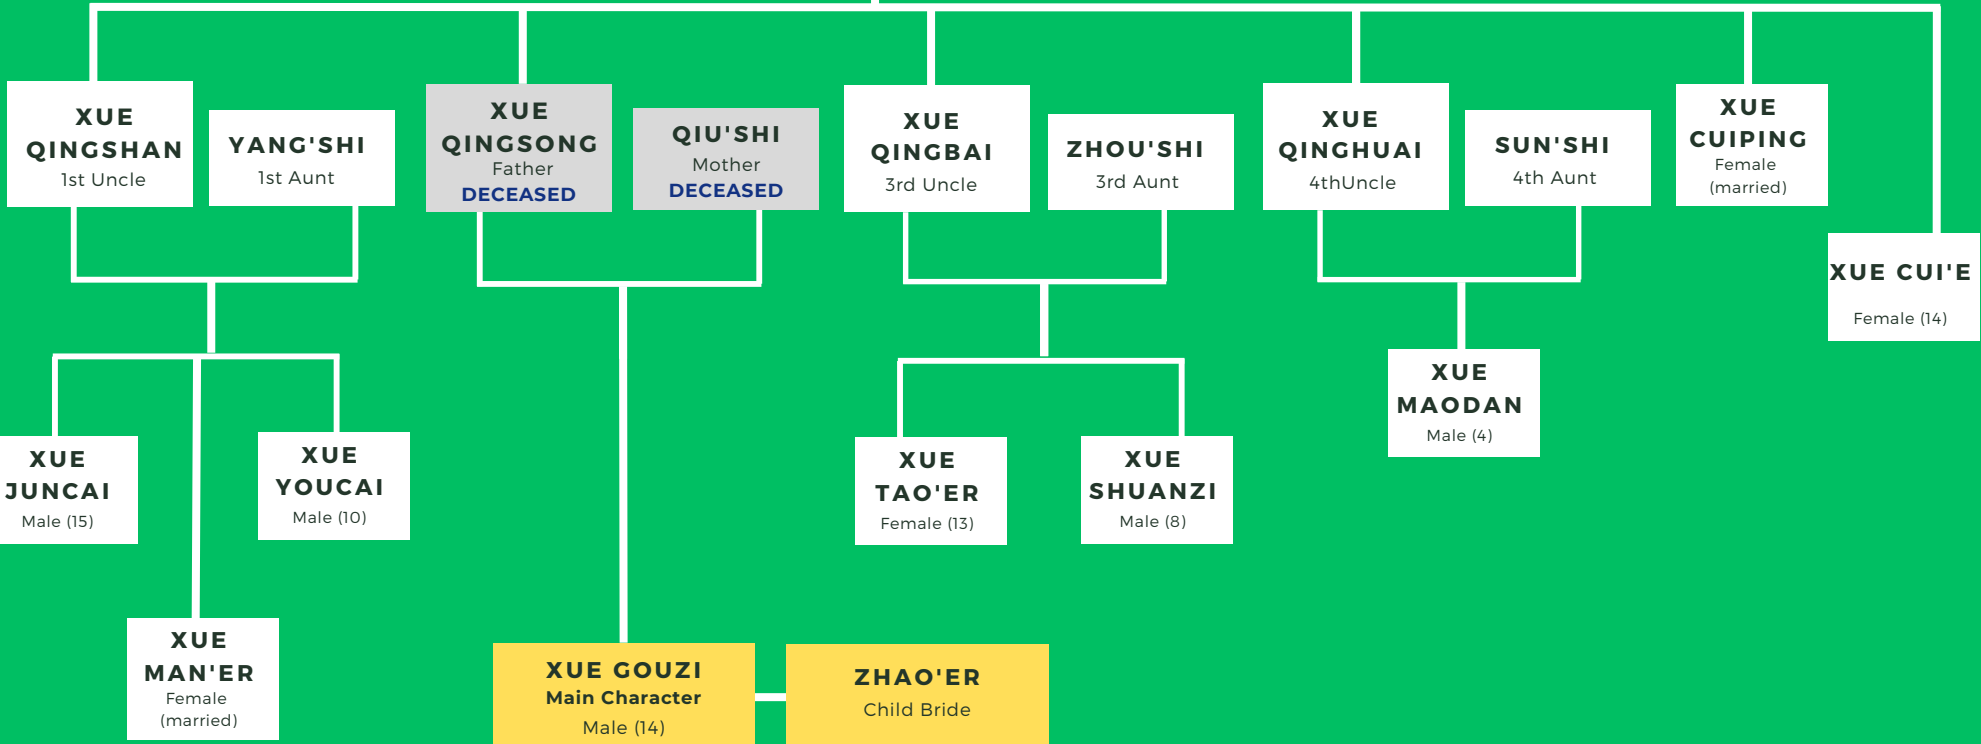 XUE
QINGSHAN
1st Uncle
YANG'SHI
1st Aunt
XUE
QINGSONG
Father
DECEASED
QIU'SHI
Mother
DECEASED
XUE
QINGBAI
3rd Uncle
ZHOU'SHI
3rd Aunt
XUE
QINGHUAI
4thUncle
SUN'SHI
4th Aunt
XUE
CUIPING
Female
(married)
XUE CUI'E
Female (14)
XUE
JUNCAI
Male (15)
XUE
MAN'ER
Female
(married)
XUE
YOUCAI
Male (10)
XUE GOUZI
Main Character
Male (14)
ZHAO'ER
Child Bride
XUE
TAO'ER
Female (13)
XUE
SHUANZI
Male (8)
XUE
MAODAN
Male (4)